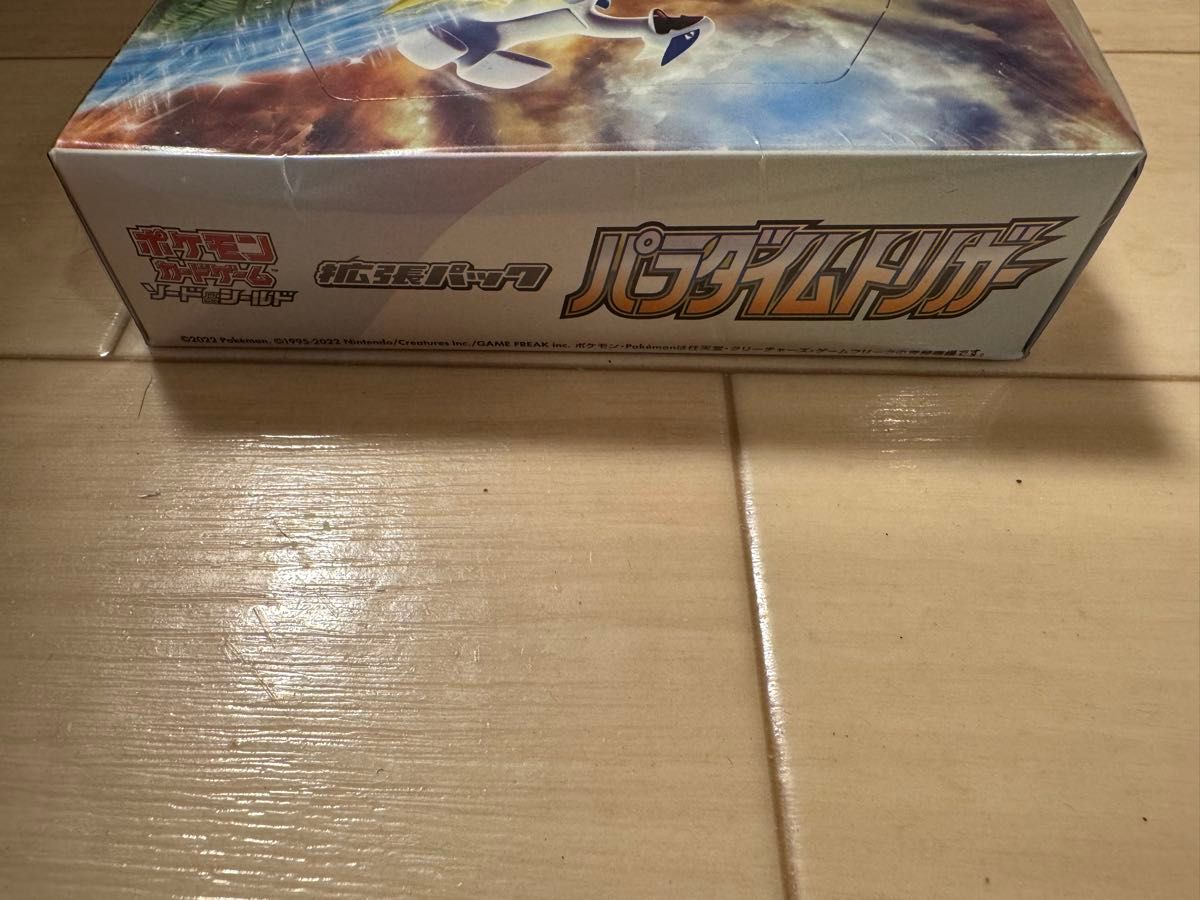 ポケモン
カードゲーム™
ソード&シールド
拡張パック
パラダイムトリガー
©2022 Pokémon. ©1995-2022 Nintendo/Creatures Inc./GAME FREAK inc. ポケモン・Pokémonは任天堂・クリーチャーズ・ゲームフリークの登録商標です。